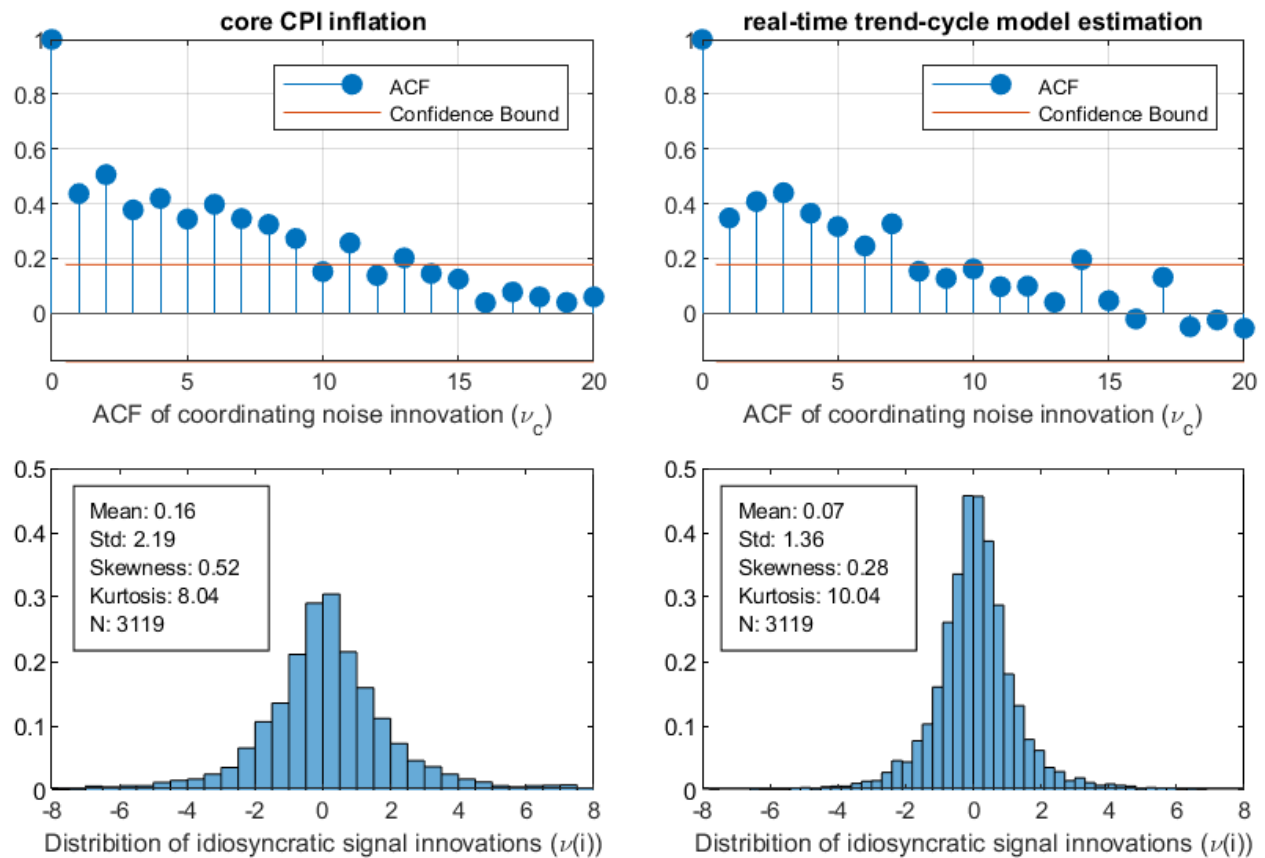 core CPI inflation
1
0.8
0.6
0.4
0.2
0
ACF
Confidence Bound
0 5 10 15 20
ACF of coordinating noise innovation (ν_c)
real-time trend-cycle model estimation
1
0.8
0.6
0.4
0.2
0
ACF
Confidence Bound
0 5 10 15 20
ACF of coordinating noise innovation (ν_c)
0.5
0.4
0.3
0.2
0.1
0
Mean: 0.16
Std: 2.19
Skewness: 0.52
Kurtosis: 8.04
N: 3119
-8 -6 -4 -2 0 2 4 6 8
Distribition of idiosyncratic signal innovations (ν(i))
0.5
0.4
0.3
0.2
0.1
0
Mean: 0.07
Std: 1.36
Skewness: 0.28
Kurtosis: 10.04
N: 3119
-8 -6 -4 -2 0 2 4 6 8
Distribition of idiosyncratic signal innovations (ν(i))